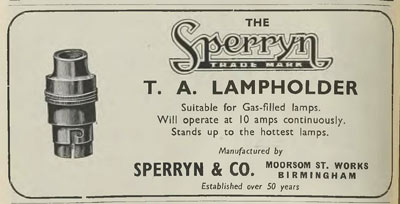 THE
Sperryn
TRADE MARK
T. A. LAMPHOLDER
Suitable for Gas-filled lamps.
Will operate at 10 amps continuously.
Stands up to the hottest lamps.
Manufactured by
SPERRYN & CO. MOORSOM ST. WORKS
BIRMINGHAM
Established over 50 years